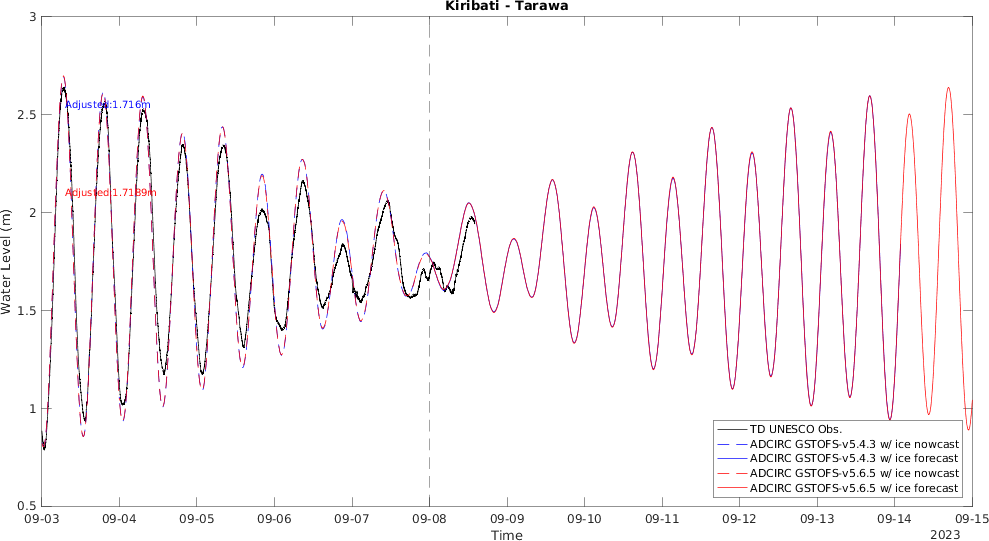 Kiribati - Tarawa
3
2.5
2
1.5
1
0.5
Water Level (m)
Adjusted:1.716m
Adjusted:1.7189m
TD UNESCO Obs.
ADCIRC GSTOFS-v5.4.3 w/ ice nowcast
ADCIRC GSTOFS-v5.4.3 w/ ice forecast
ADCIRC GSTOFS-v5.6.5 w/ ice nowcast
ADCIRC GSTOFS-v5.6.5 w/ ice forecast
09-03 09-04 09-05 09-06 09-07 09-08 09-09 09-10 09-11 09-12 09-13 09-14 09-15
Time
2023